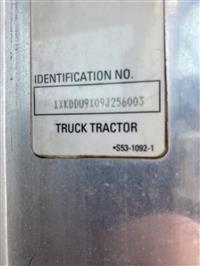 IDENTIFICATION NO.
1XKDDU9X09J256003
TRUCK TRACTOR
•S53-1092-1